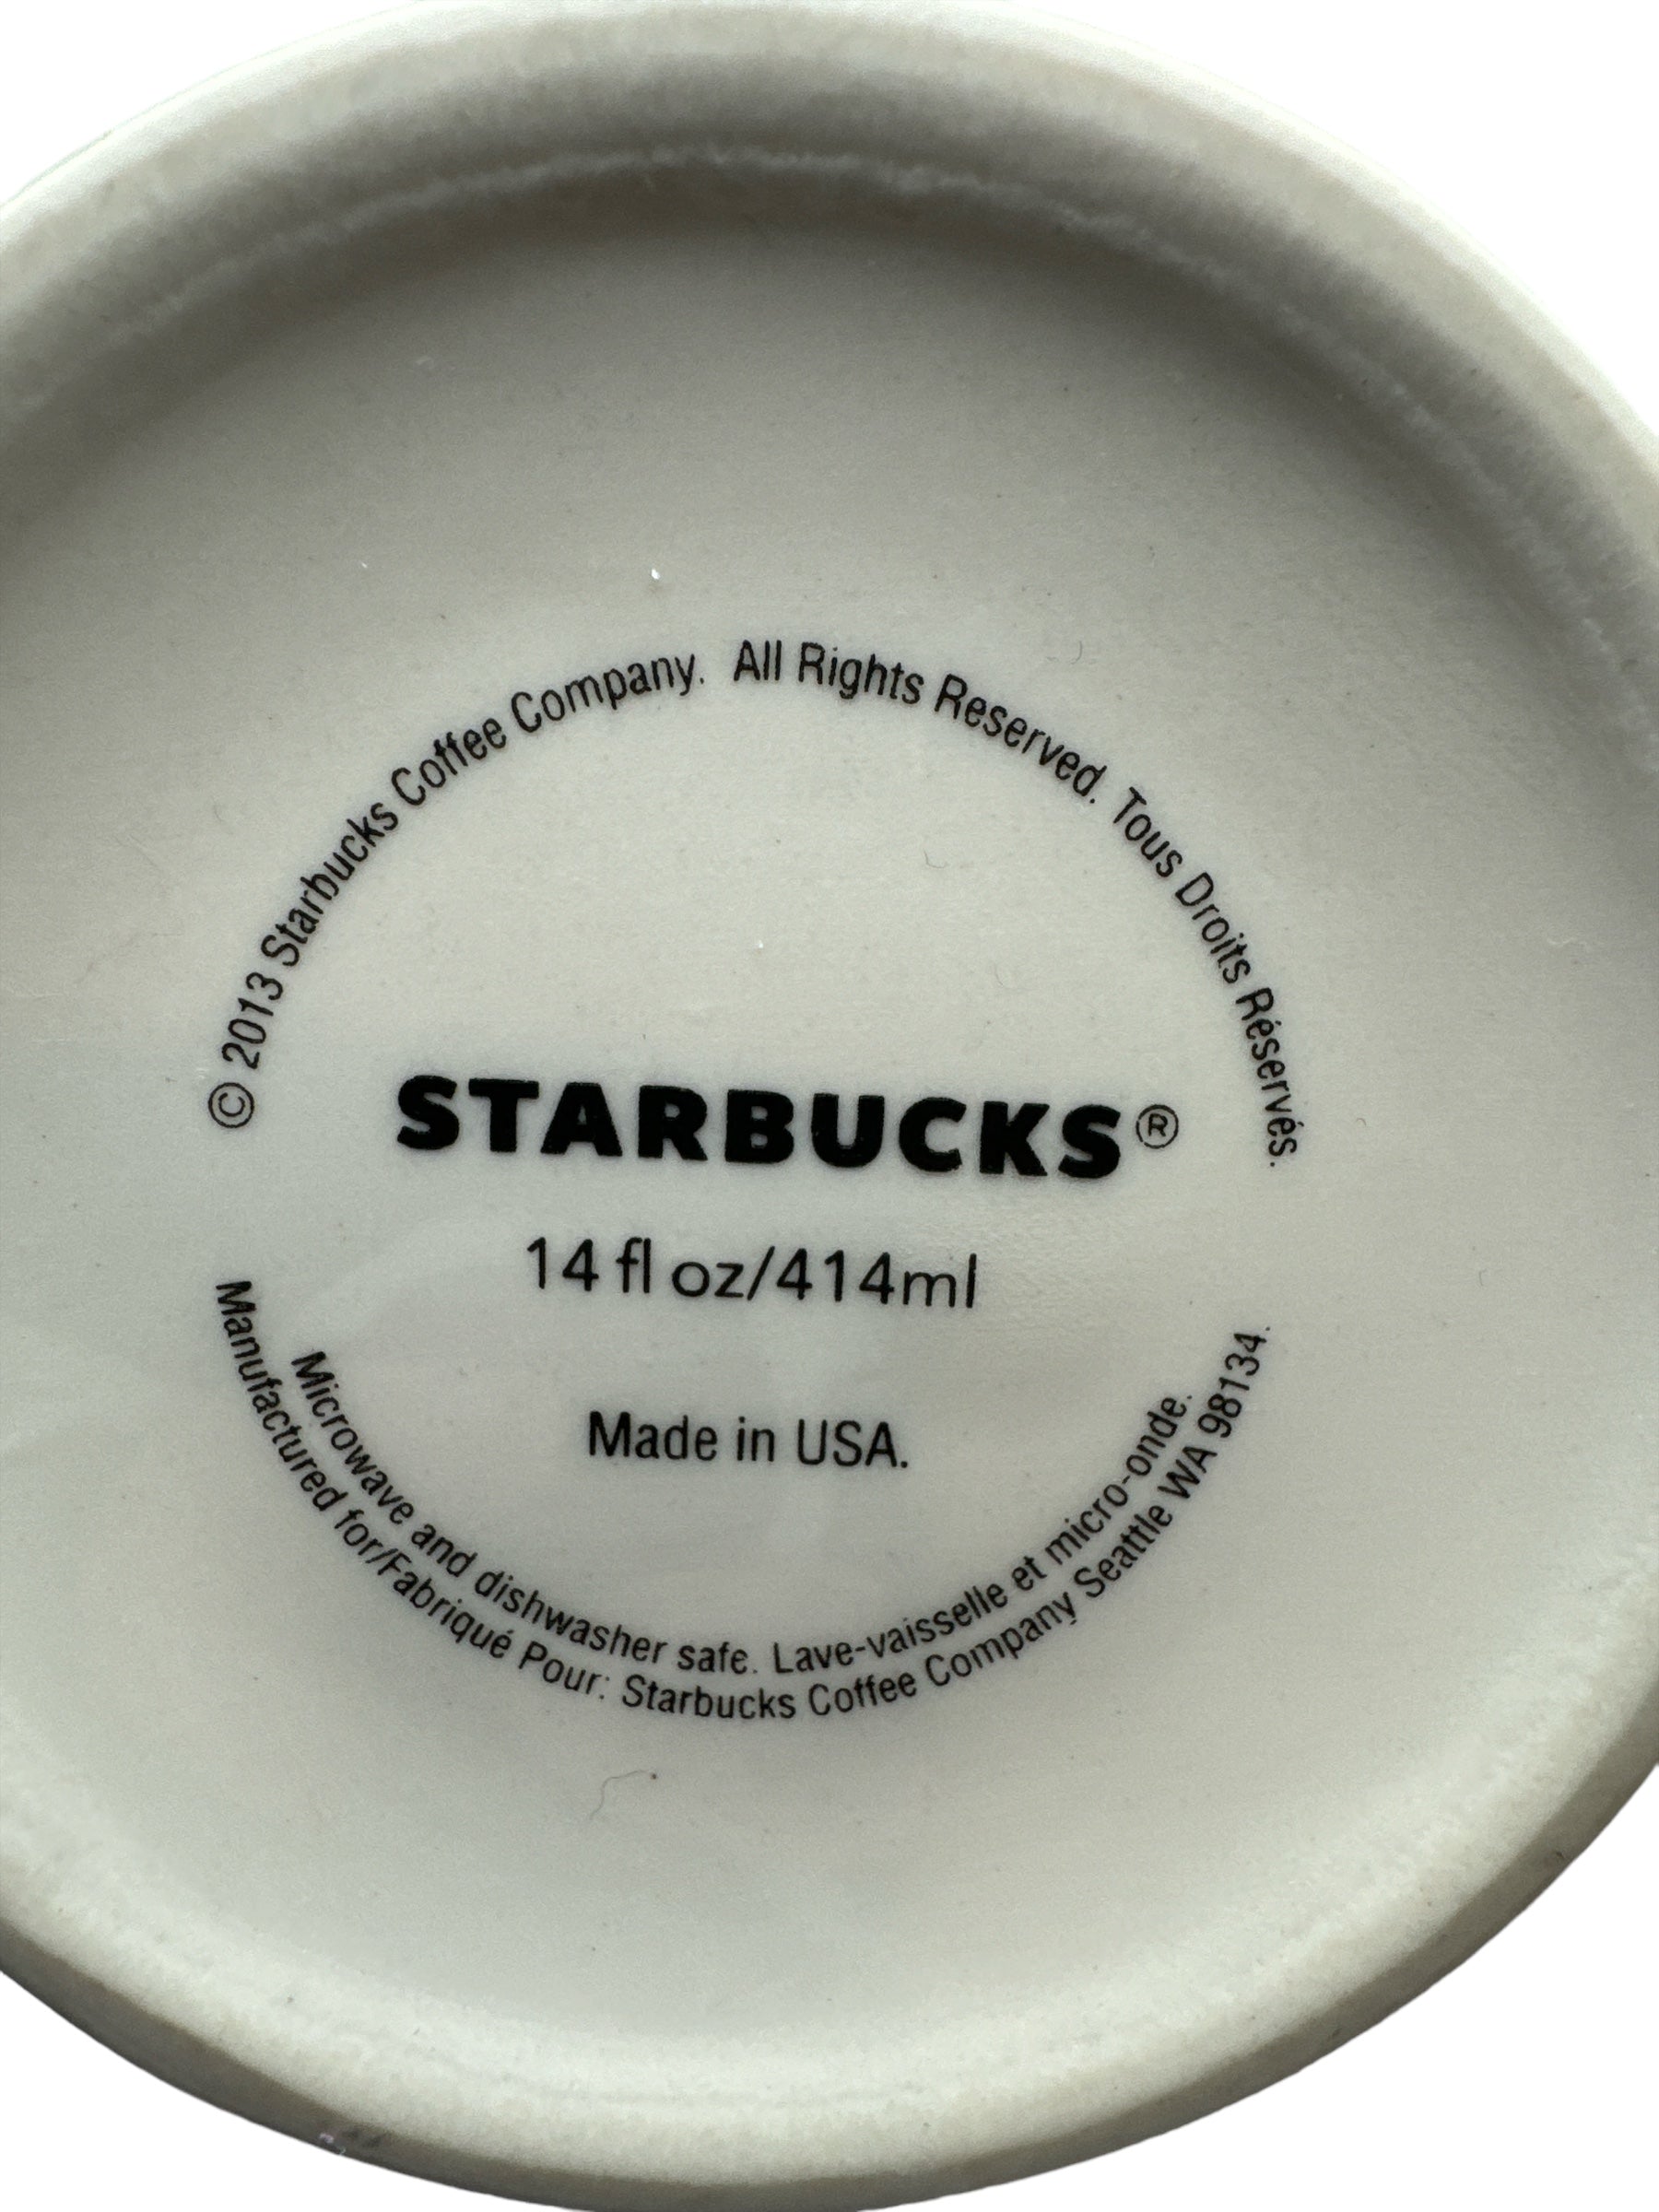 © 2013 Starbucks Coffee Company. All Rights Reserved. Tous Droits Réservés.
STARBUCKS®
14 fl oz/414ml
Made in USA.
Microwave and dishwasher safe. Lave-vaisselle et micro-onde.
Manufactured for/Fabriqué Pour: Starbucks Coffee Company Seattle WA 98134.